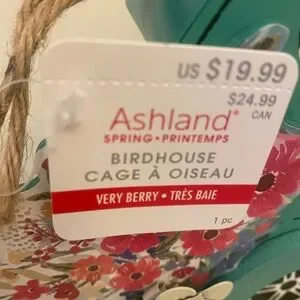 US $19.99
$24.99
CAN
Ashland®
SPRING • PRINTEMPS
BIRDHOUSE
CAGE À OISEAU
VERY BERRY • TRÈS BAIE
1 pc